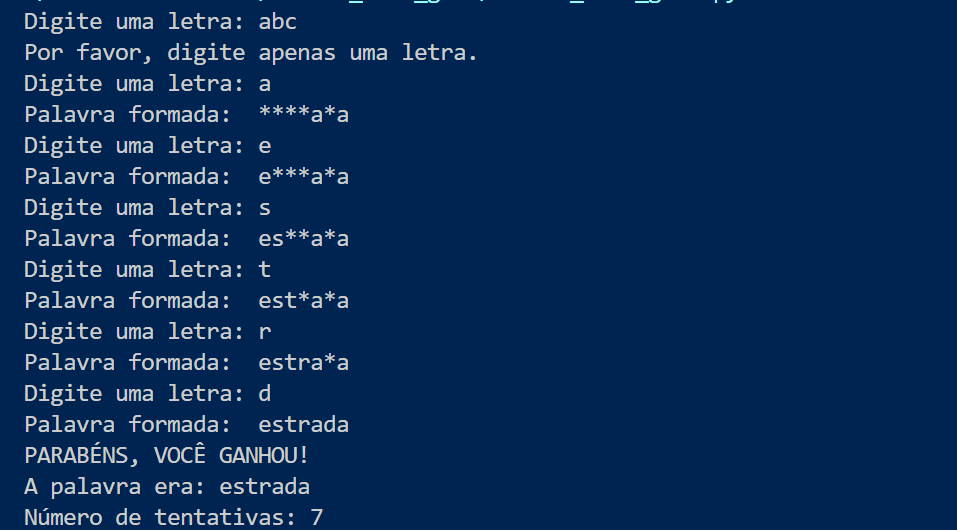 Digite uma letra: abc
Por favor, digite apenas uma letra.
Digite uma letra: a
Palavra formada:  ****a*a
Digite uma letra: e
Palavra formada:  e***a*a
Digite uma letra: s
Palavra formada:  es**a*a
Digite uma letra: t
Palavra formada:  est*a*a
Digite uma letra: r
Palavra formada:  estra*a
Digite uma letra: d
Palavra formada:  estrada
PARABÉNS, VOCÊ GANHOU!
A palavra era: estrada
Número de tentativas: 7